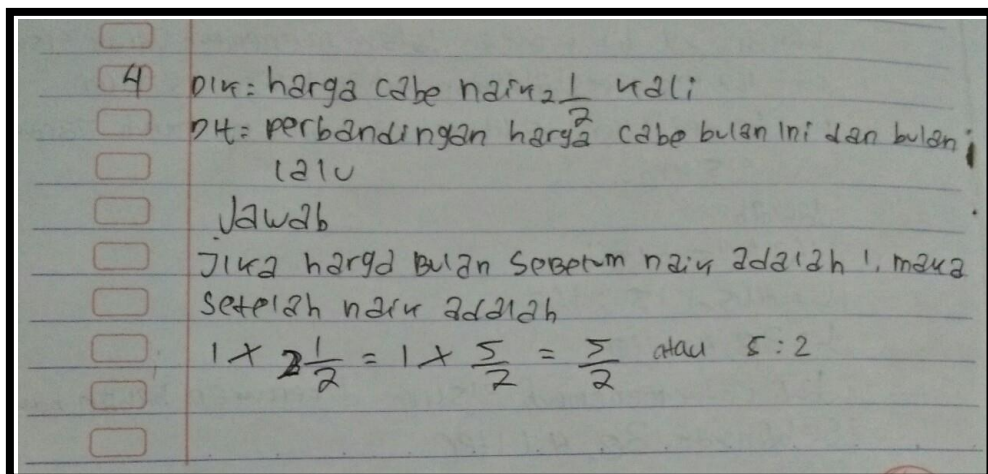 4 Dik = harga cabe naik 2 1/2 kali
Dit = perbandingan harga cabe bulan ini dan bulan
lalu
Jawab
Jika harga Bulan Sebelum naik adalah 1, maka
Setelah naik adalah
1 × 2 1/2 = 1 × 5/2 = 5/2 atau 5 : 2